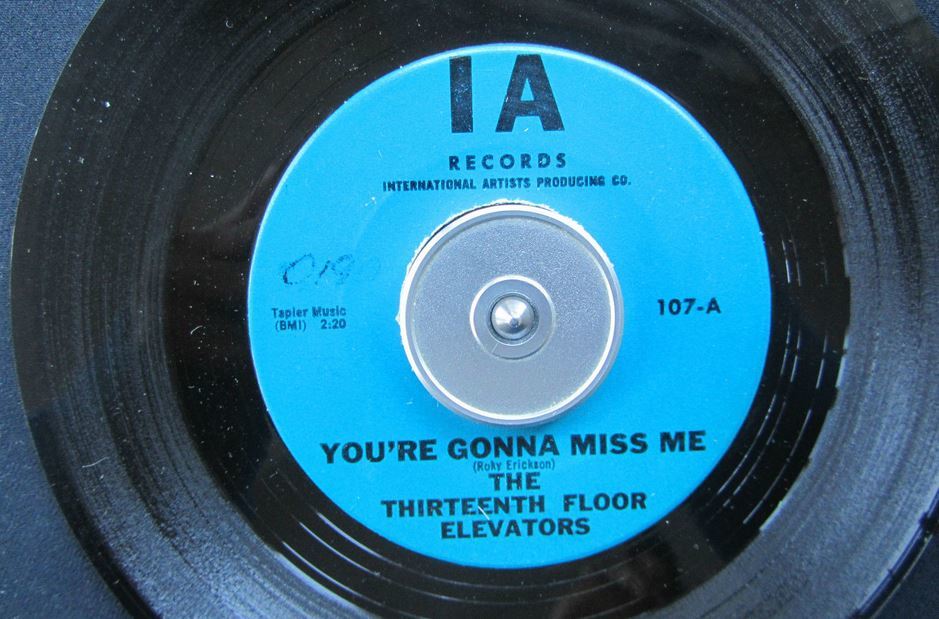 IA
RECORDS
INTERNATIONAL ARTISTS PRODUCING CO.
Tapier Music
(BMI) 2:20
107-A
YOU'RE GONNA MISS ME
(Roky Erickson)
THE
THIRTEENTH FLOOR
ELEVATORS